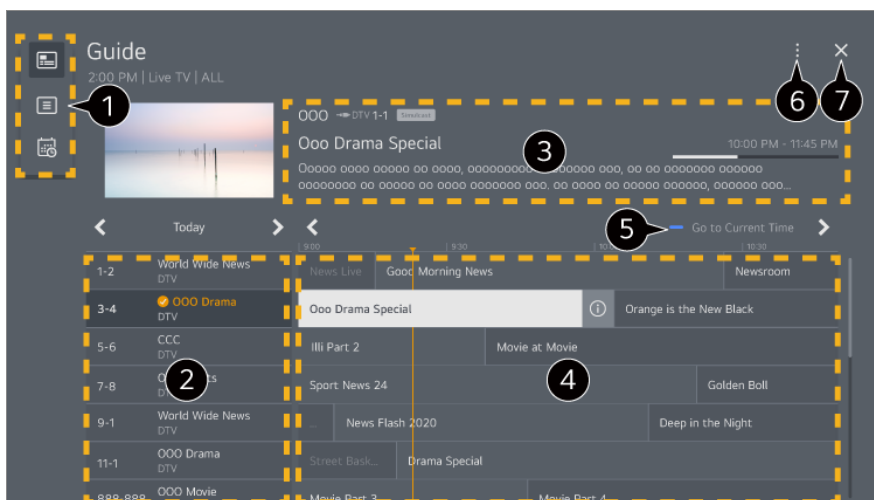 Guide
2:00 PM | Live TV | ALL
1
6
7
OOO DTV 1-1 Simulcast
Ooo Drama Special
3
10:00 PM - 11:45 PM
Ooooo oooo ooooo oo oooo, ooooooooo ooooooo ooo, oo oo ooooooo oooooo
oooooooo oo ooooo oo oooo ooooooo ooo. oo oooo oo ooooo oooooo, oooooo ooo...
Today
5
Go to Current Time
9:00
9:30
10:30
1-2
World Wide News
DTV
News Live
Good Morning News
Newsroom
3-4
OOO Drama
DTV
Ooo Drama Special
Orange is the New Black
5-6
CCC
DTV
Illi Part 2
Movie at Movie
7-8
2
Sport News 24
4
Golden Boll
9-1
World Wide News
DTV
...
News Flash 2020
Deep in the Night
11-1
OOO Drama
DTV
Street Bask...
Drama Special
888-888
OOO Movie
Movie Part 3
Movie Part 4